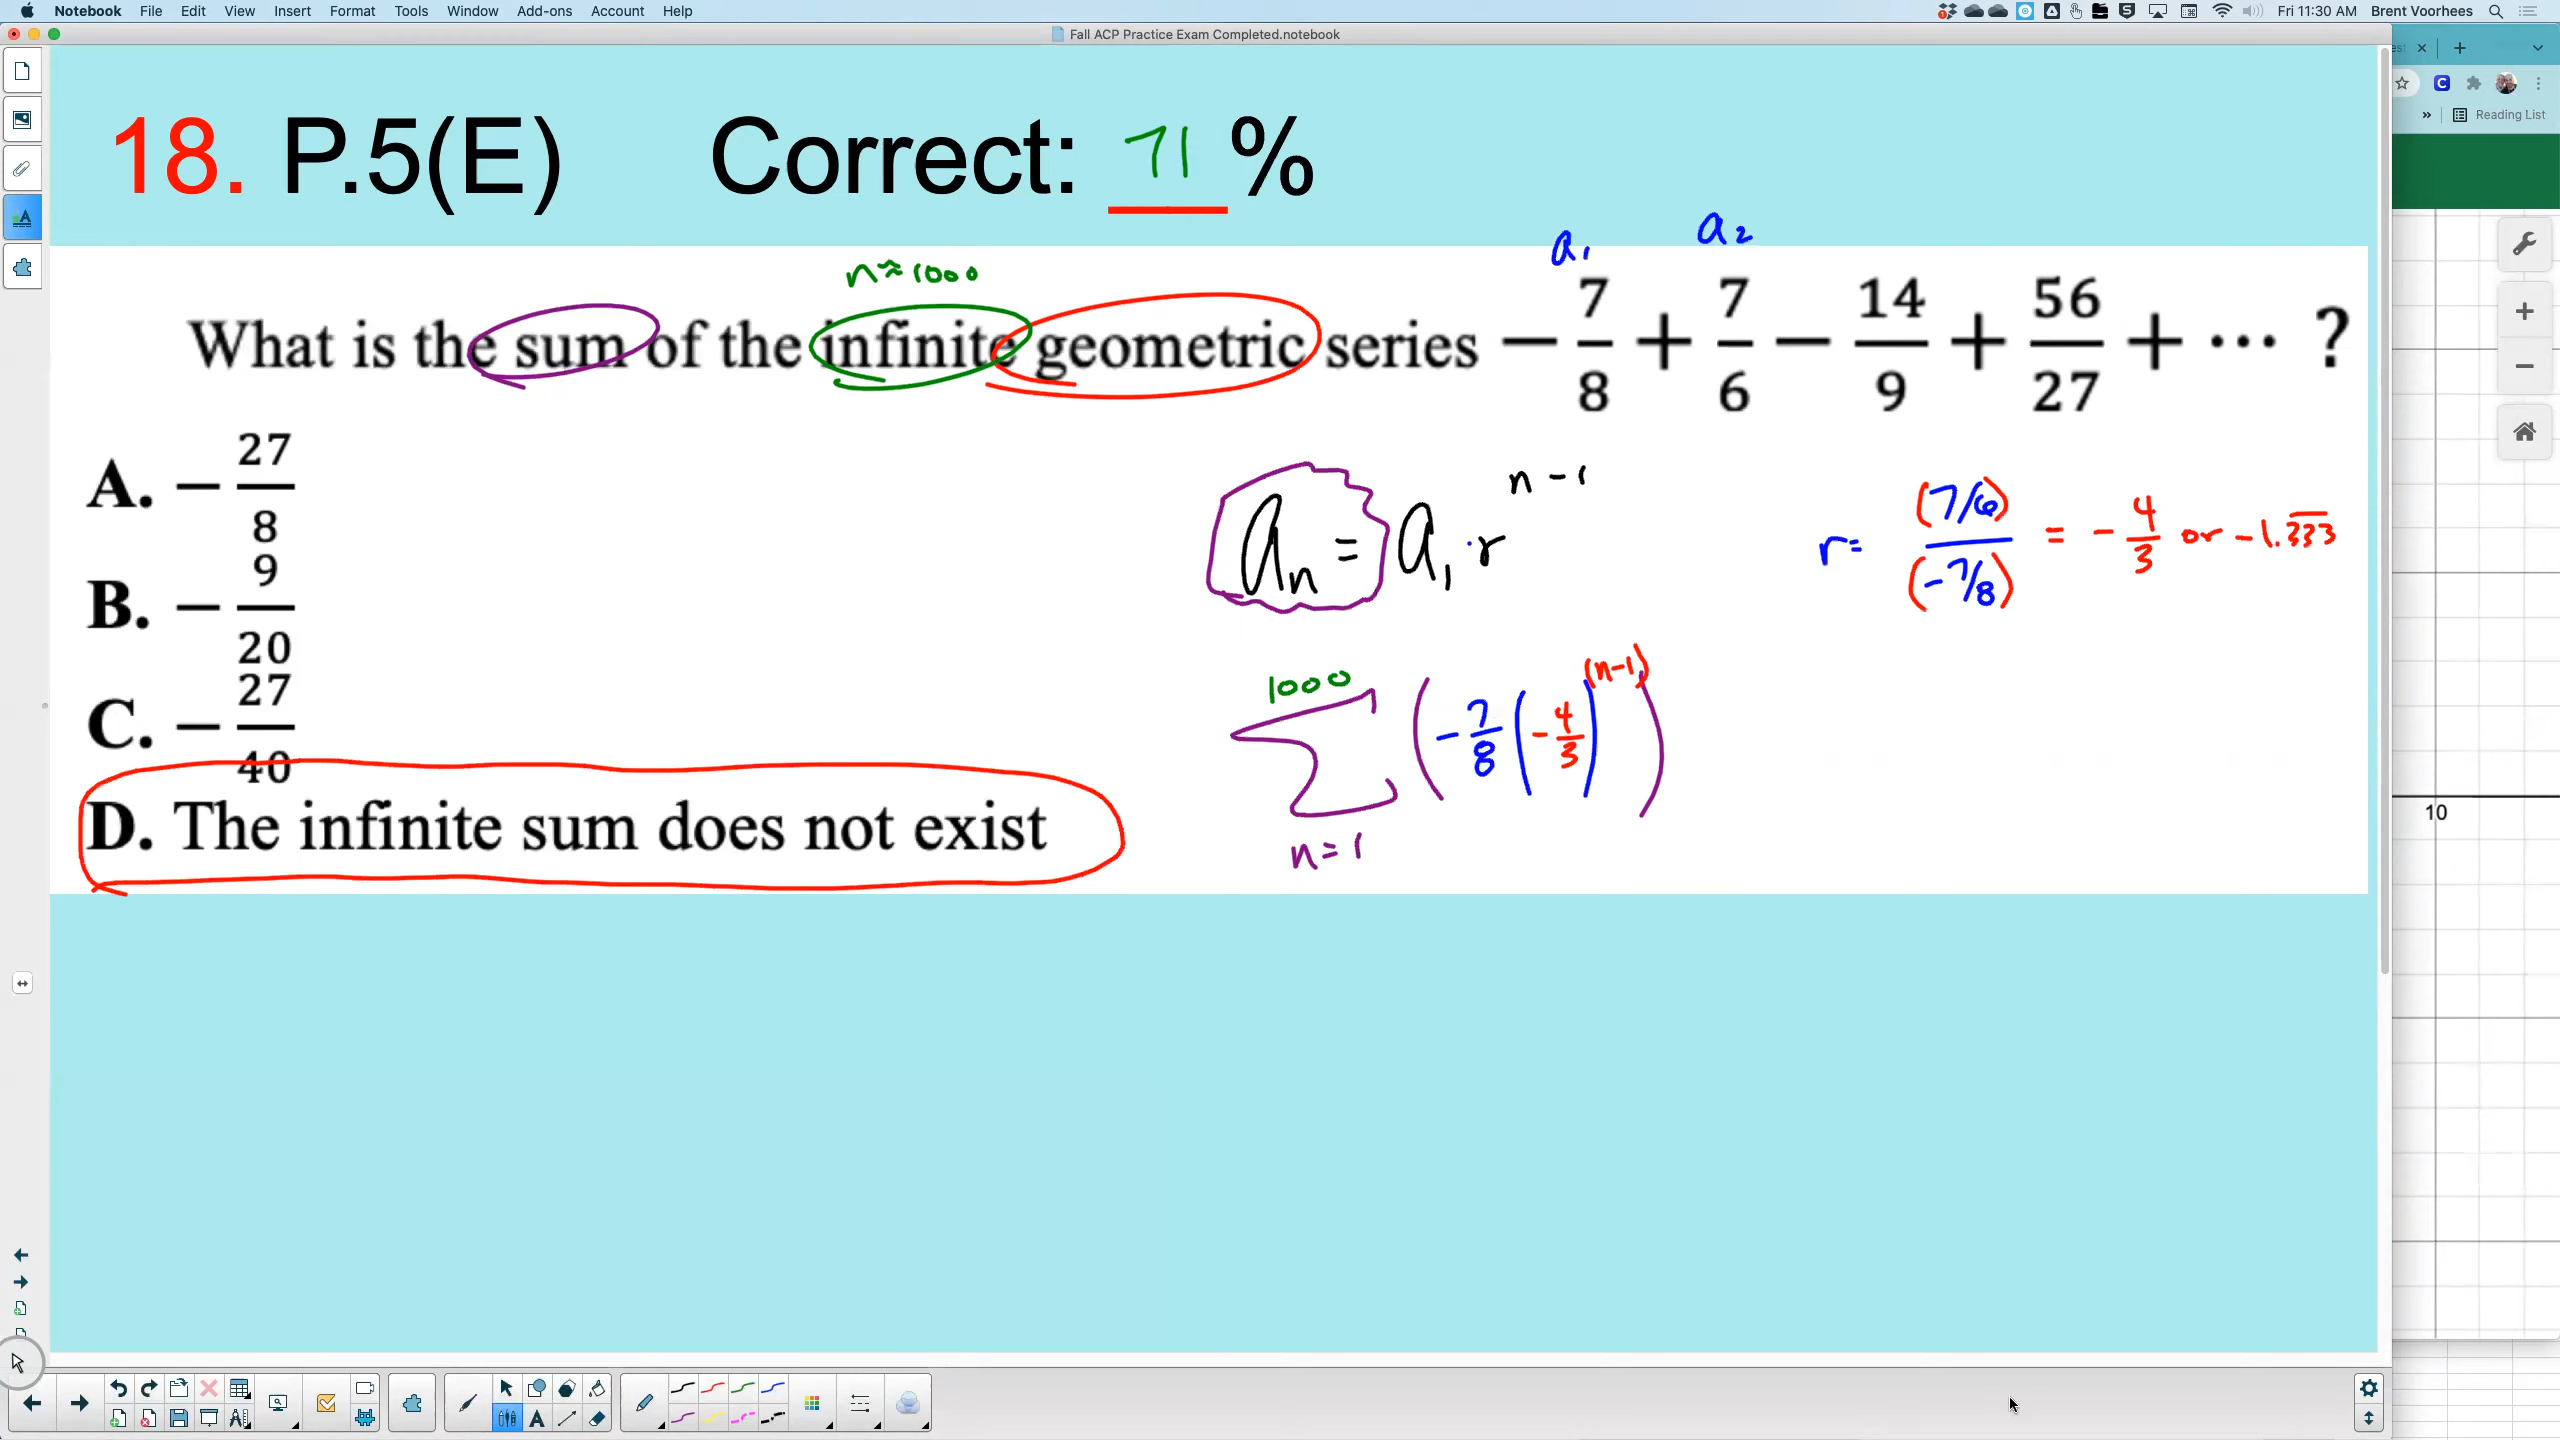 Notebook File Edit View Insert Format Tools Window Add-ons Account Help Fri 11:30 AM Brent Voorhees
Fall ACP Practice Exam Completed.notebook
Reading List
18. P.5(E) Correct: 71 %
n≈1000
a₁ a₂
What is the sum of the infinite geometric series −7/8 + 7/6 − 14/9 + 56/27 + ⋯ ?
A. −27/8
B. −9/20
C. −27/40
D. The infinite sum does not exist
aₙ = a₁ · r^(n−1)
r = (7/6)/(−7/8) = −4/3 or −1.333
1000
Σ (−7/8 (−4/3)^(n−1))
n=1
10